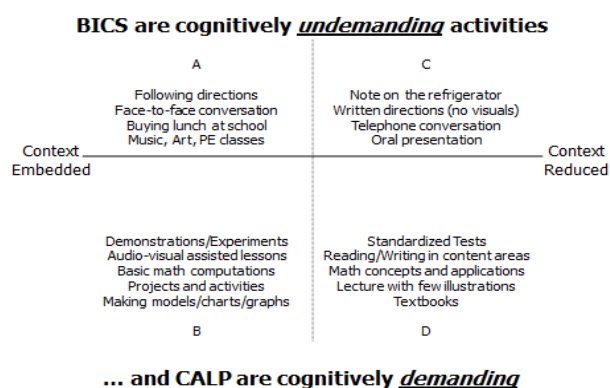 BICS are cognitively undemanding activities
A
Following directions
Face-to-face conversation
Buying lunch at school
Music, Art, PE classes
C
Note on the refrigerator
Written directions (no visuals)
Telephone conversation
Oral presentation
Context
Embedded
Context
Reduced
Demonstrations/Experiments
Audio-visual assisted lessons
Basic math computations
Projects and activities
Making models/charts/graphs
B
Standardized Tests
Reading/Writing in content areas
Math concepts and applications
Lecture with few illustrations
Textbooks
D
... and CALP are cognitively demanding